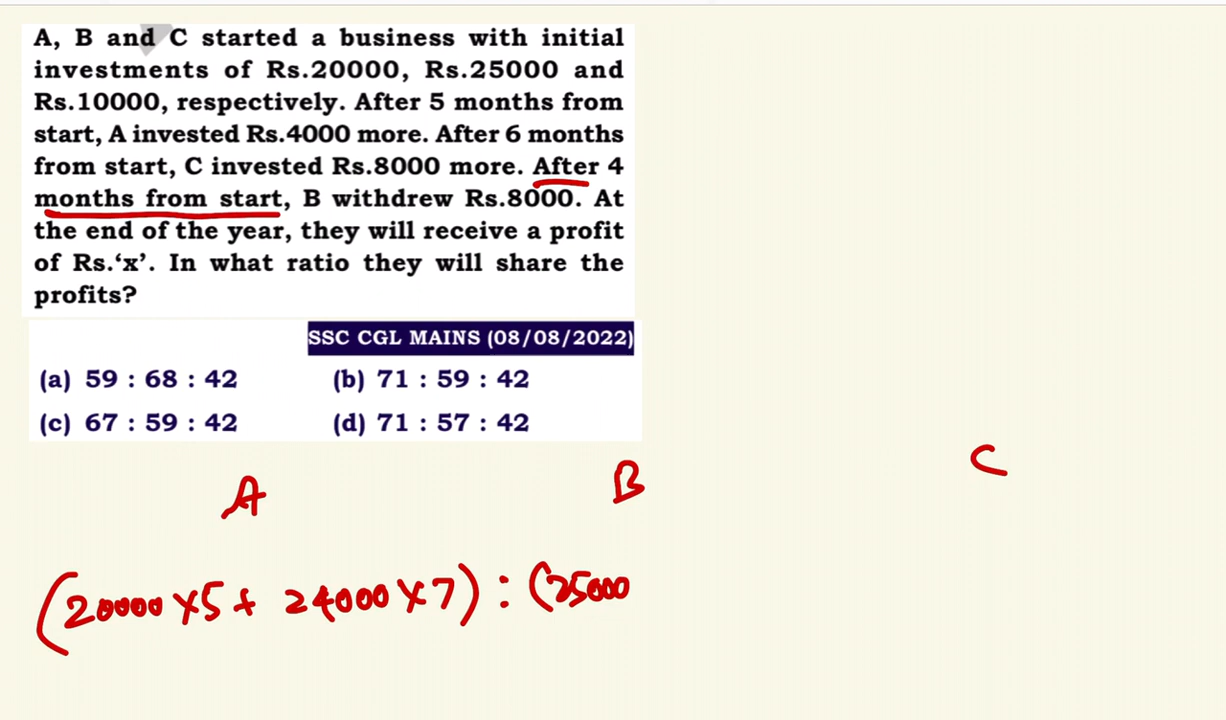 A, B and C started a business with initial
investments of Rs.20000, Rs.25000 and
Rs.10000, respectively. After 5 months from
start, A invested Rs.4000 more. After 6 months
from start, C invested Rs.8000 more. After 4
months from start, B withdrew Rs.8000. At
the end of the year, they will receive a profit
of Rs.‘x’. In what ratio they will share the
profits?
SSC CGL MAINS (08/08/2022)
(a) 59 : 68 : 42 (b) 71 : 59 : 42
(c) 67 : 59 : 42 (d) 71 : 57 : 42
A B C
(20000 × 5 + 24000 × 7) : (25000